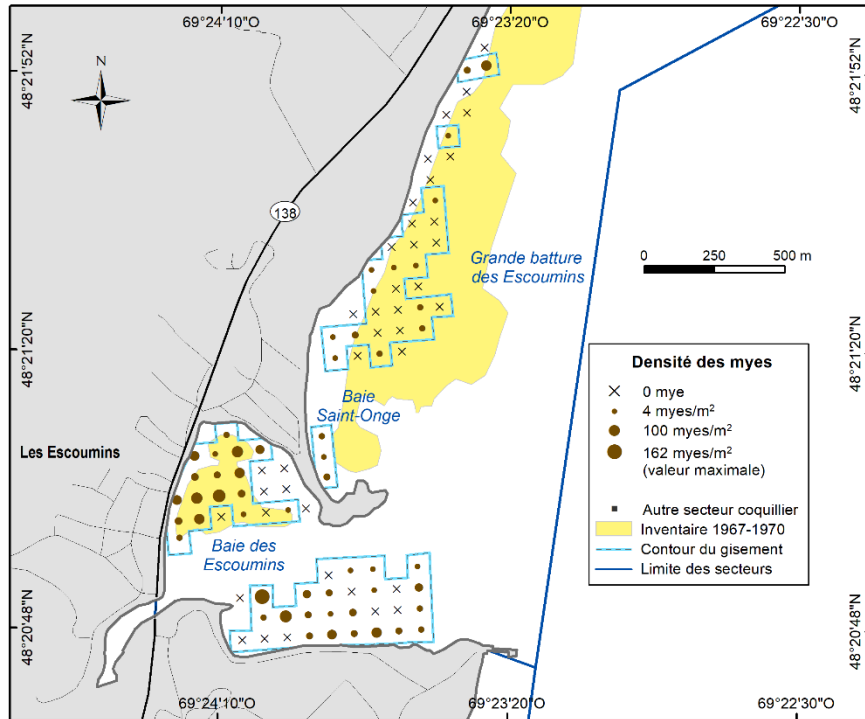 69°24'10"O 69°23'20"O 69°22'30"O
48°21'52"N 48°21'52"N
N
138
Grande batture
des Escoumins
0 250 500 m
48°21'20"N 48°21'20"N
Densité des myes
0 mye
4 myes/m²
100 myes/m²
162 myes/m²
(valeur maximale)
Autre secteur coquillier
Inventaire 1967-1970
Contour du gisement
Limite des secteurs
Baie
Saint-Onge
Les Escoumins
Baie des
Escoumins
48°20'48"N 48°20'48"N
69°24'10"O 69°23'20"O 69°22'30"O